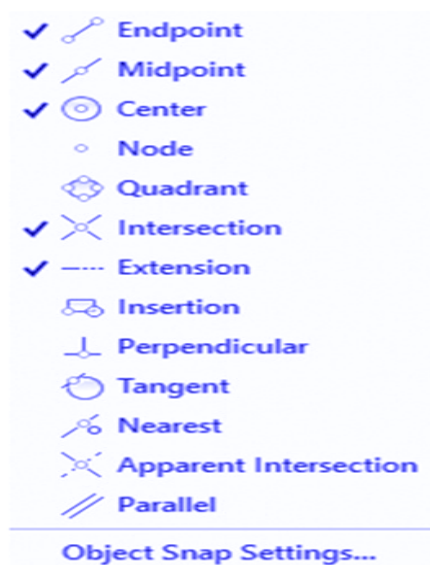 Endpoint
Midpoint
Center
Node
Quadrant
Intersection
Extension
Insertion
Perpendicular
Tangent
Nearest
Apparent Intersection
Parallel
Object Snap Settings...